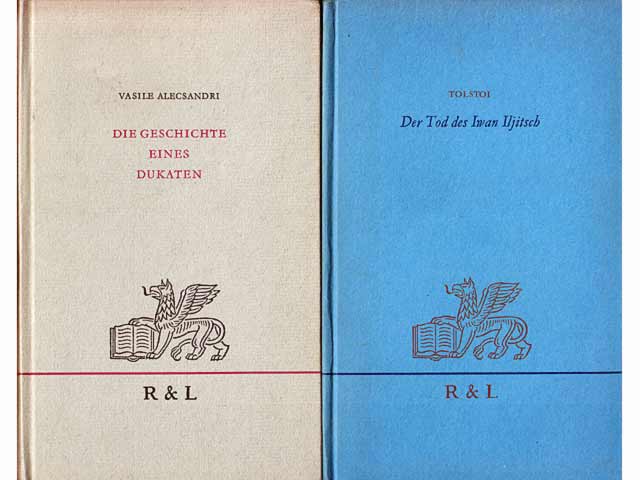 VASILE ALECSANDRI
DIE GESCHICHTE
EINES
DUKATEN
R & L
TOLSTOI
Der Tod des Iwan Iljitsch
R & L